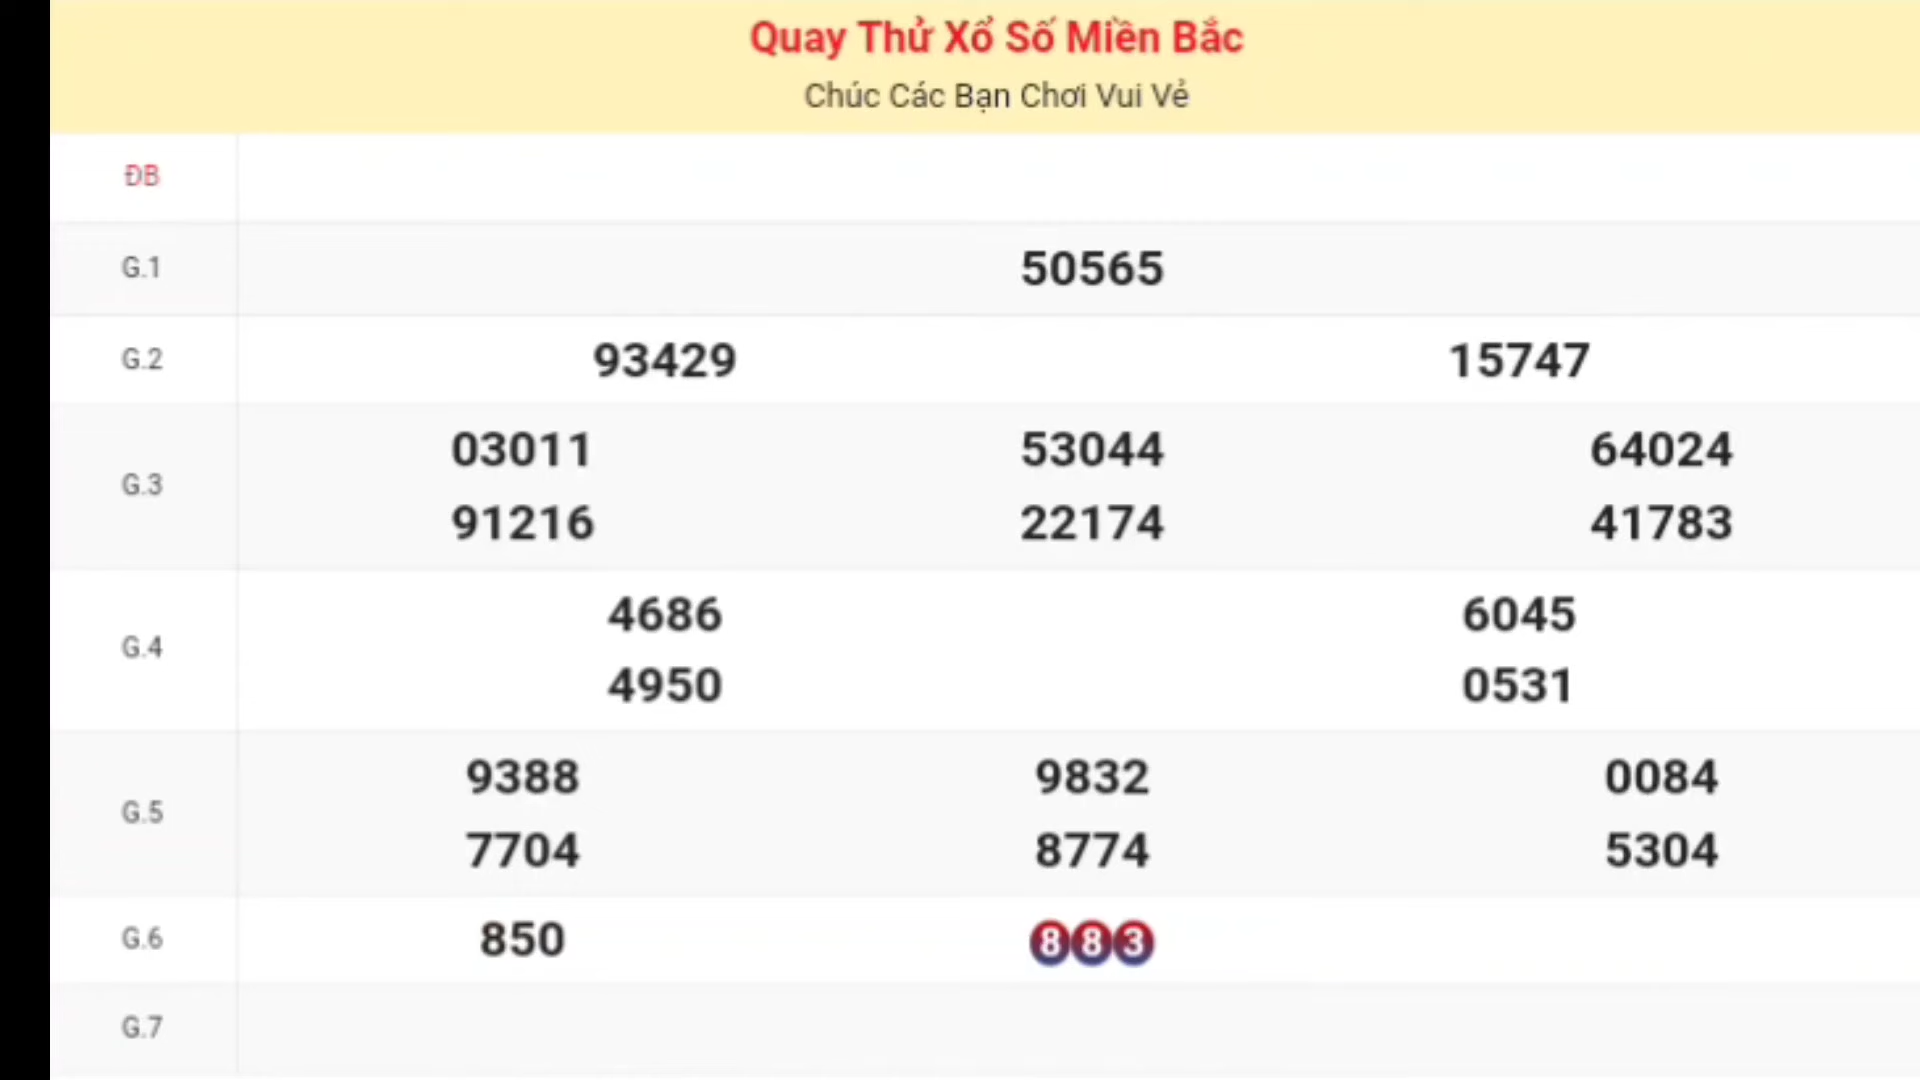 Quay Thử Xổ Số Miền Bắc
Chúc Các Bạn Chơi Vui Vẻ
ĐB
G.1 50565
G.2 93429 15747
G.3 03011 53044 64024
91216 22174 41783
G.4 4686 6045
4950 0531
G.5 9388 9832 0084
7704 8774 5304
G.6 850 883
G.7